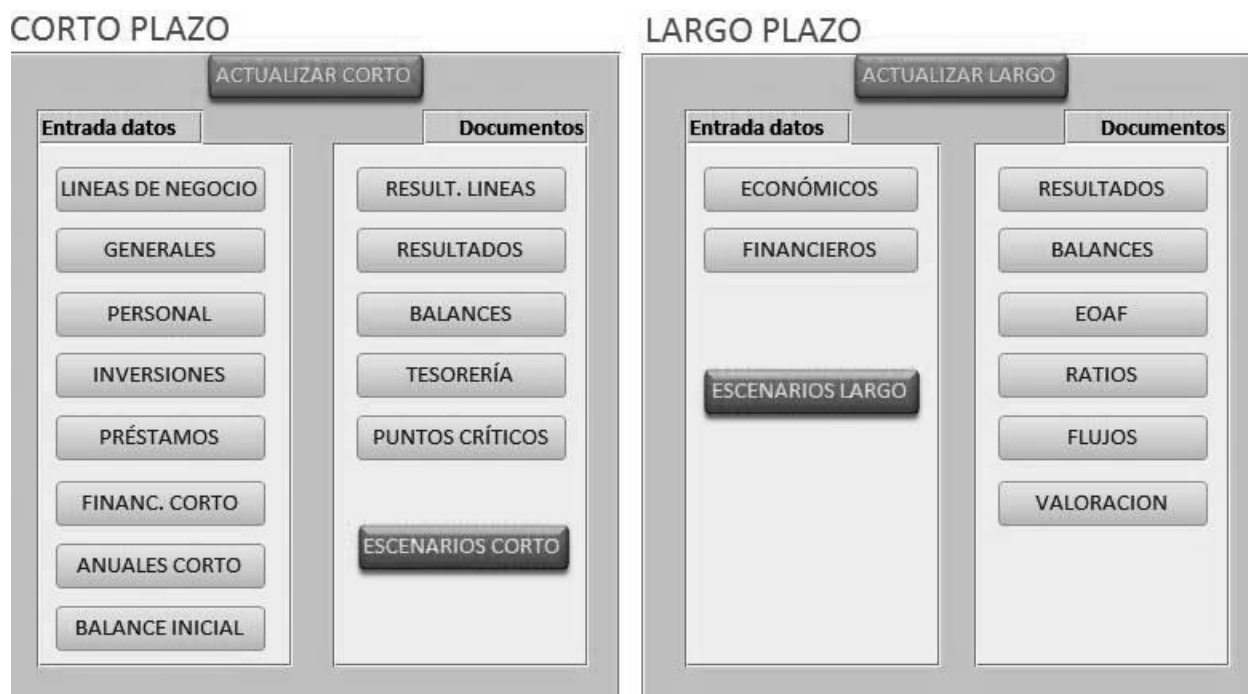 CORTO PLAZO
ACTUALIZAR CORTO
Entrada datos
LINEAS DE NEGOCIO
GENERALES
PERSONAL
INVERSIONES
PRÉSTAMOS
FINANC. CORTO
ANUALES CORTO
BALANCE INICIAL
Documentos
RESULT. LINEAS
RESULTADOS
BALANCES
TESORERÍA
PUNTOS CRÍTICOS
ESCENARIOS CORTO
LARGO PLAZO
ACTUALIZAR LARGO
Entrada datos
ECONÓMICOS
FINANCIEROS
ESCENARIOS LARGO
Documentos
RESULTADOS
BALANCES
EOAF
RATIOS
FLUJOS
VALORACION